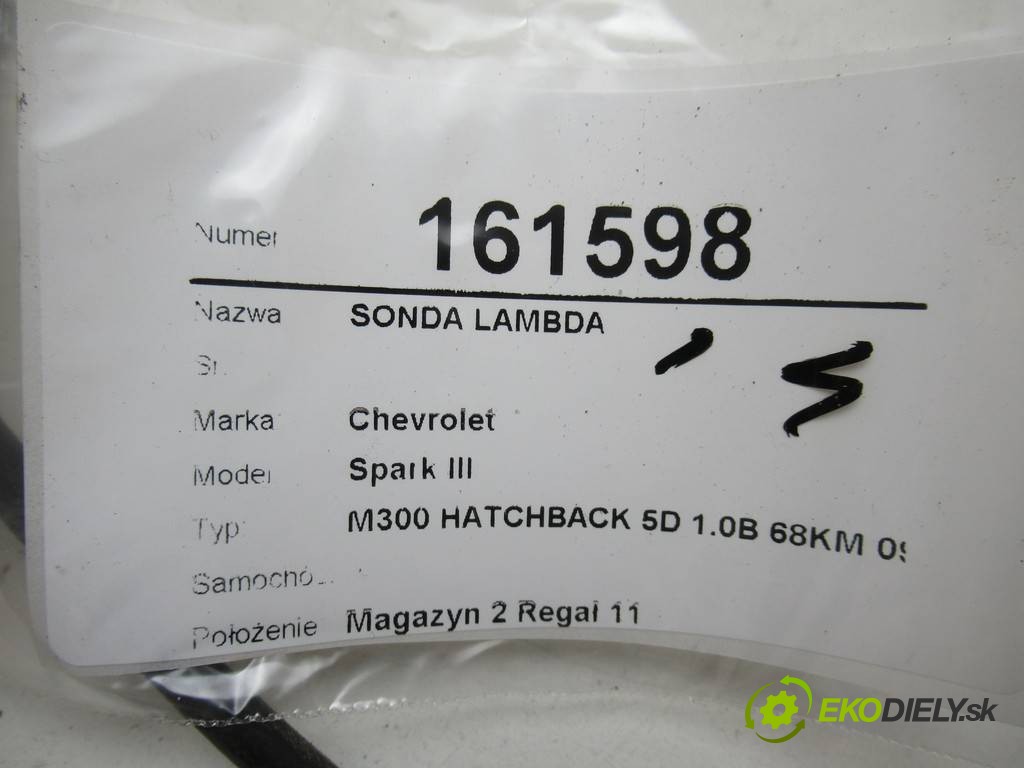 Numer 161598
Nazwa SONDA LAMBDA
Marka Chevrolet
Model Spark III
Typ M300 HATCHBACK 5D 1.0B 68KM
Położenie Magazyn 2 Regał 11
EKODIELY.sk